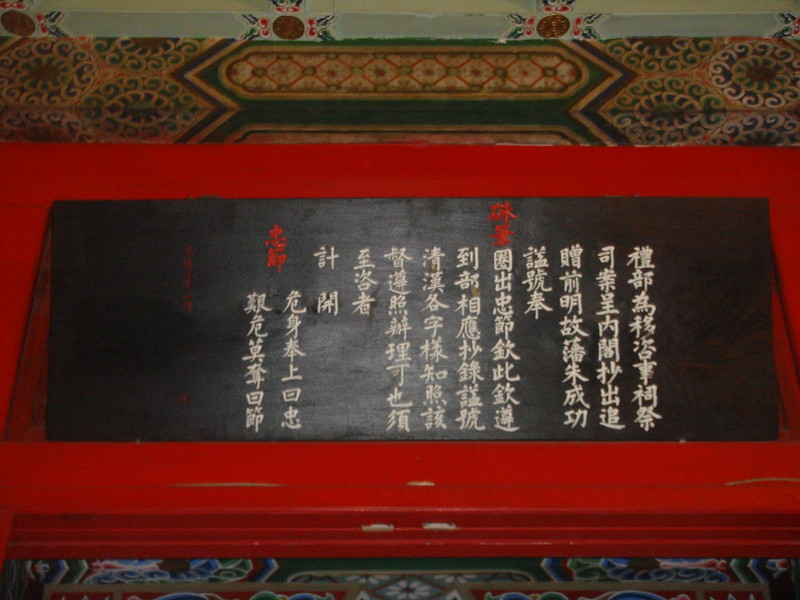 禮部為移咨事祠祭
司案呈內閣抄出追
贈前明故藩朱成功
諡號奉
硃筆圈出忠節欽此欽遵
到部相應抄錄諡號
清漢各字樣知照該
督遵照辦理可也須
至咨者
計開
忠節
危身奉上曰忠
艱危莫奪曰節